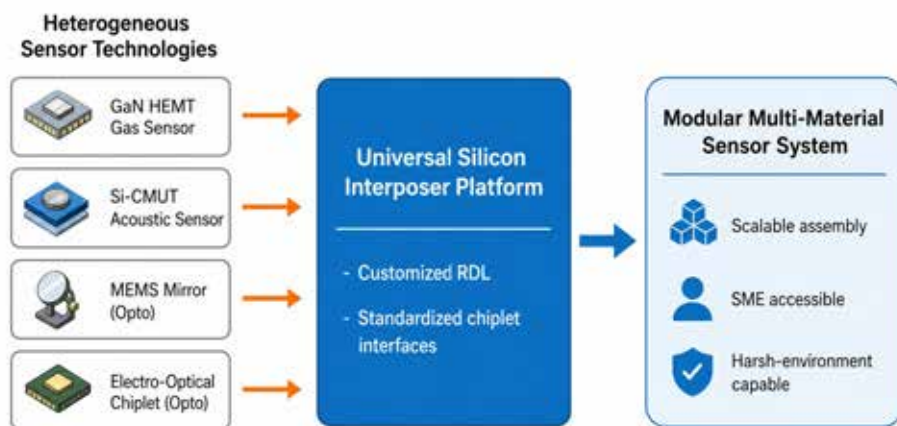 Heterogeneous
Sensor Technologies
GaN HEMT
Gas Sensor
Si-CMUT
Acoustic Sensor
MEMS Mirror
(Opto)
Electro-Optical
Chiplet (Opto)
Universal Silicon
Interposer Platform
- Customized RDL
- Standardized chiplet
interfaces
Modular Multi-Material
Sensor System
Scalable assembly
SME accessible
Harsh-environment
capable